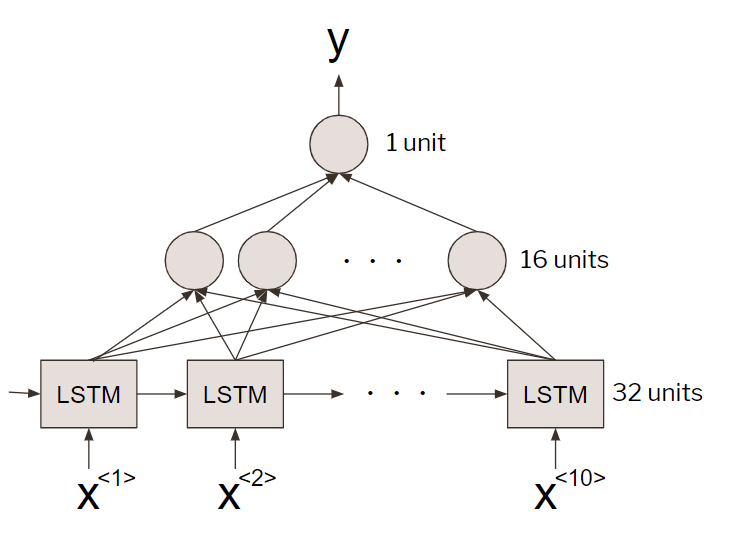 y
1 unit
. . .
16 units
LSTM LSTM . . . LSTM 32 units
x<1> x<2> x<10>